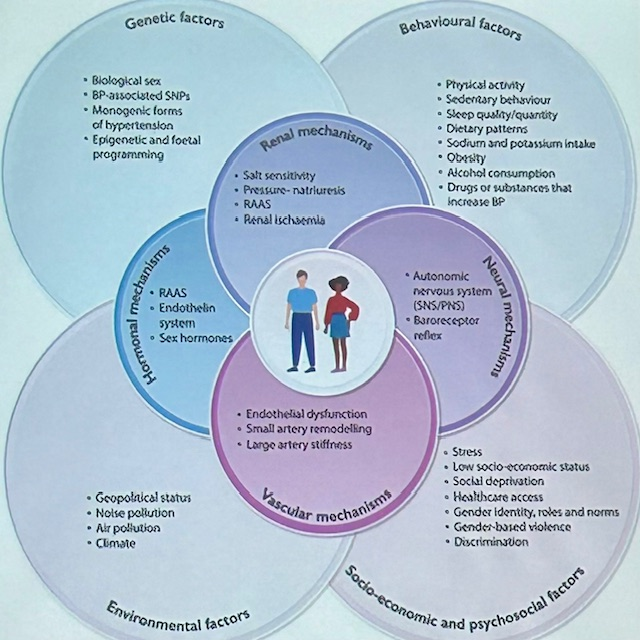 Genetic factors
• Biological sex
• BP-associated SNPs
• Monogenic forms
of hypertension
• Epigenetic and foetal
programming
Behavioural factors
• Physical activity
• Sedentary behaviour
• Sleep quality/quantity
• Dietary patterns
• Sodium and potassium intake
• Obesity
• Alcohol consumption
• Drugs or substances that
increase BP
Renal mechanisms
• Salt sensitivity
• Pressure- natriuresis
• RAAS
• Renal ischaemia
Hormonal mechanisms
• RAAS
• Endothelin
system
• Sex hormones
Neural mechanisms
• Autonomic
nervous system
(SNS/PNS)
• Baroreceptor
reflex
• Endothelial dysfunction
• Small artery remodelling
• Large artery stiffness
Vascular mechanisms
• Geopolitical status
• Noise pollution
• Air pollution
• Climate
Environmental factors
• Stress
• Low socio-economic status
• Social deprivation
• Healthcare access
• Gender identity, roles and norms
• Gender-based violence
• Discrimination
Socio-economic and psychosocial factors